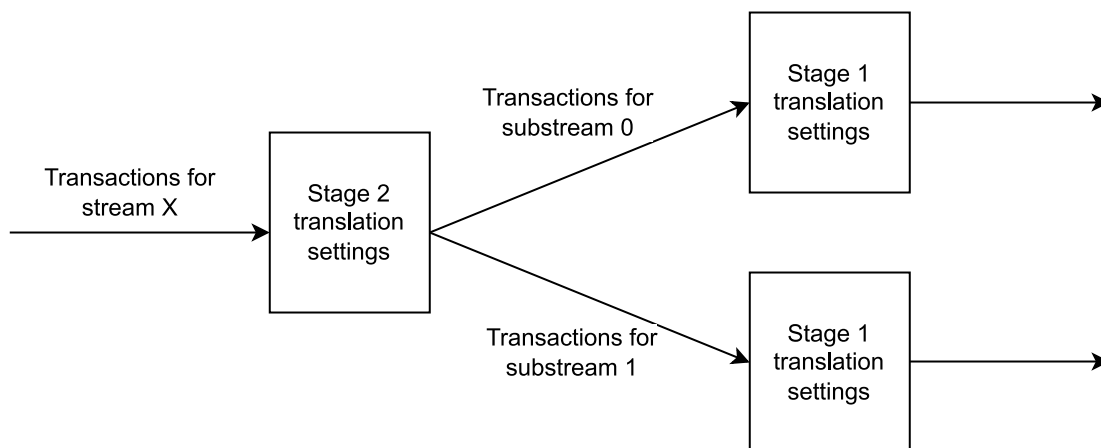 Transactions for
stream X
Stage 2
translation
settings
Transactions for
substream 0
Stage 1
translation
settings
Transactions for
substream 1
Stage 1
translation
settings